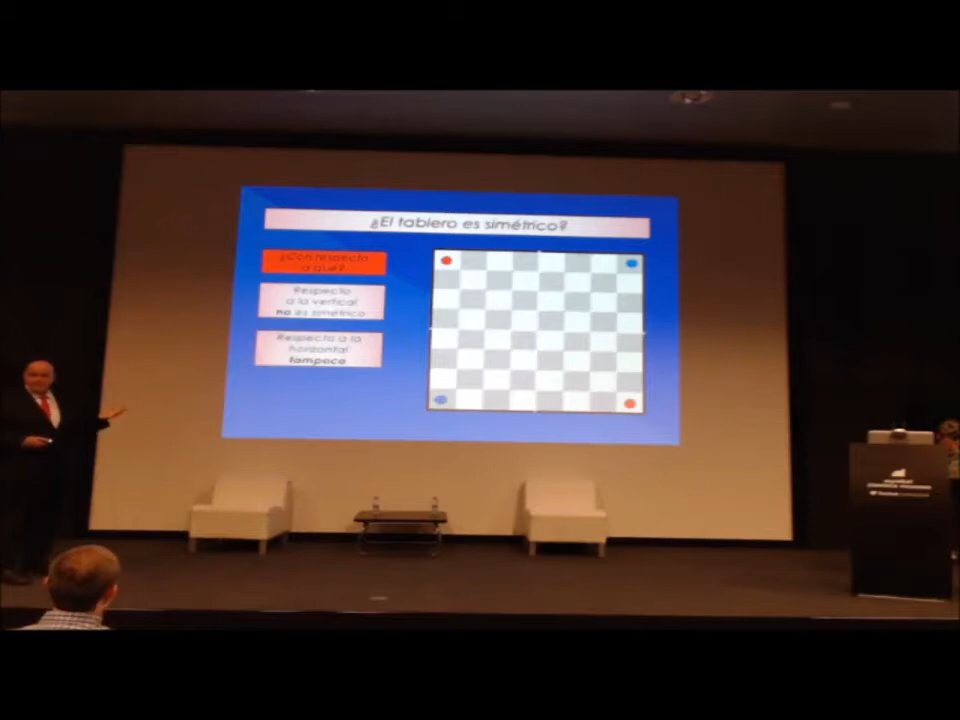 ¿El tablero es simétrico?
¿Con respecto
a qué?
Respecto
a la vertical
no es simétrico
Respecto a la
horizontal
tampoco